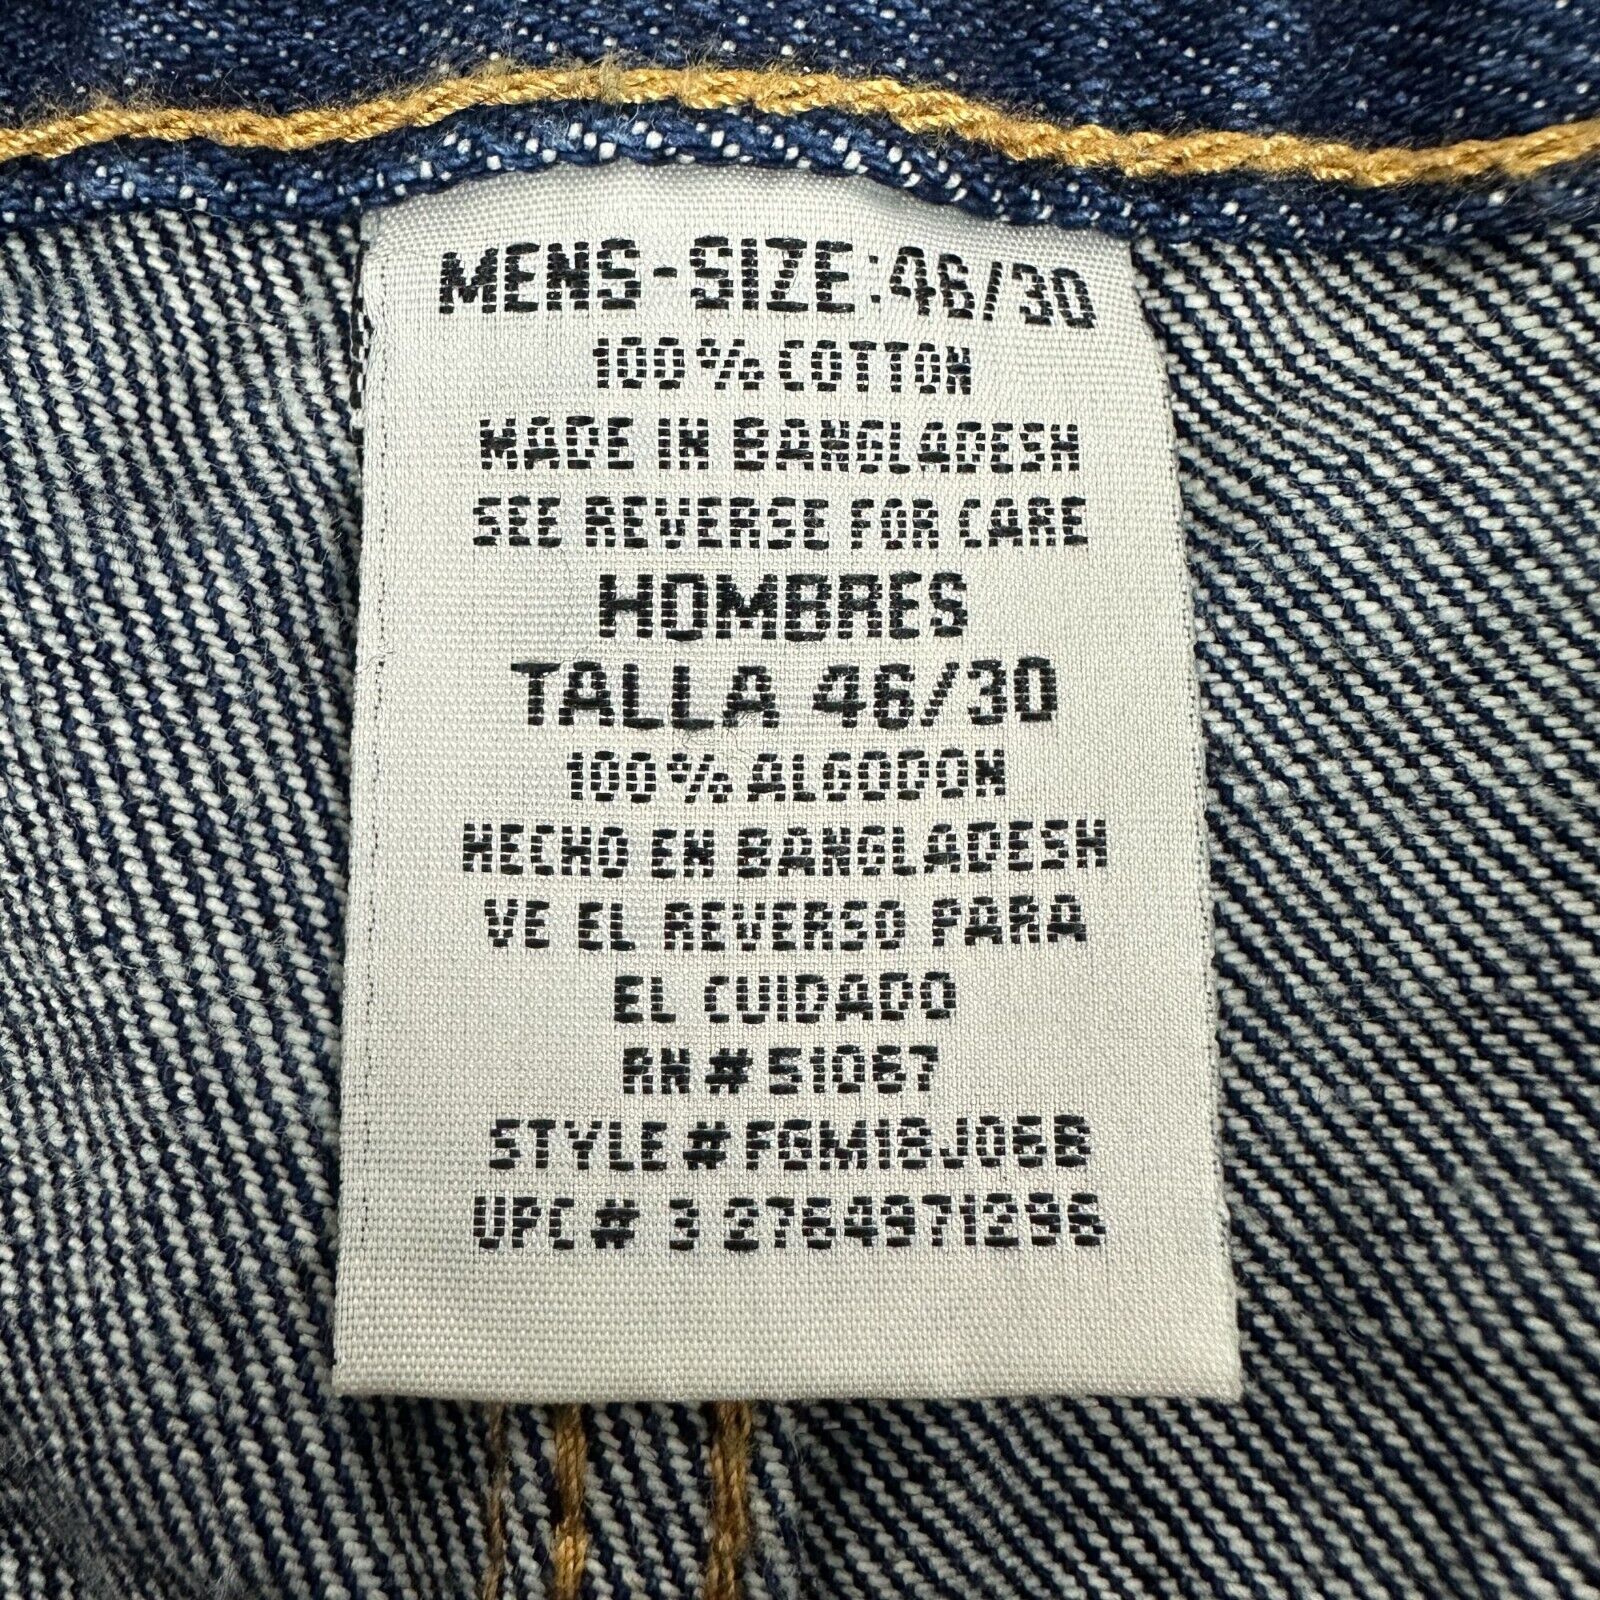 MENS-SIZE:46/30
100% COTTON
MADE IN BANGLADESH
SEE REVERSE FOR CARE
HOMBRES
TALLA 46/30
100% ALGODON
HECHO EN BANGLADESH
VE EL REVERSO PARA
EL CUIDADO
RN# 51067
STYLE# FGM18J06B
UPC# 3 2764971296